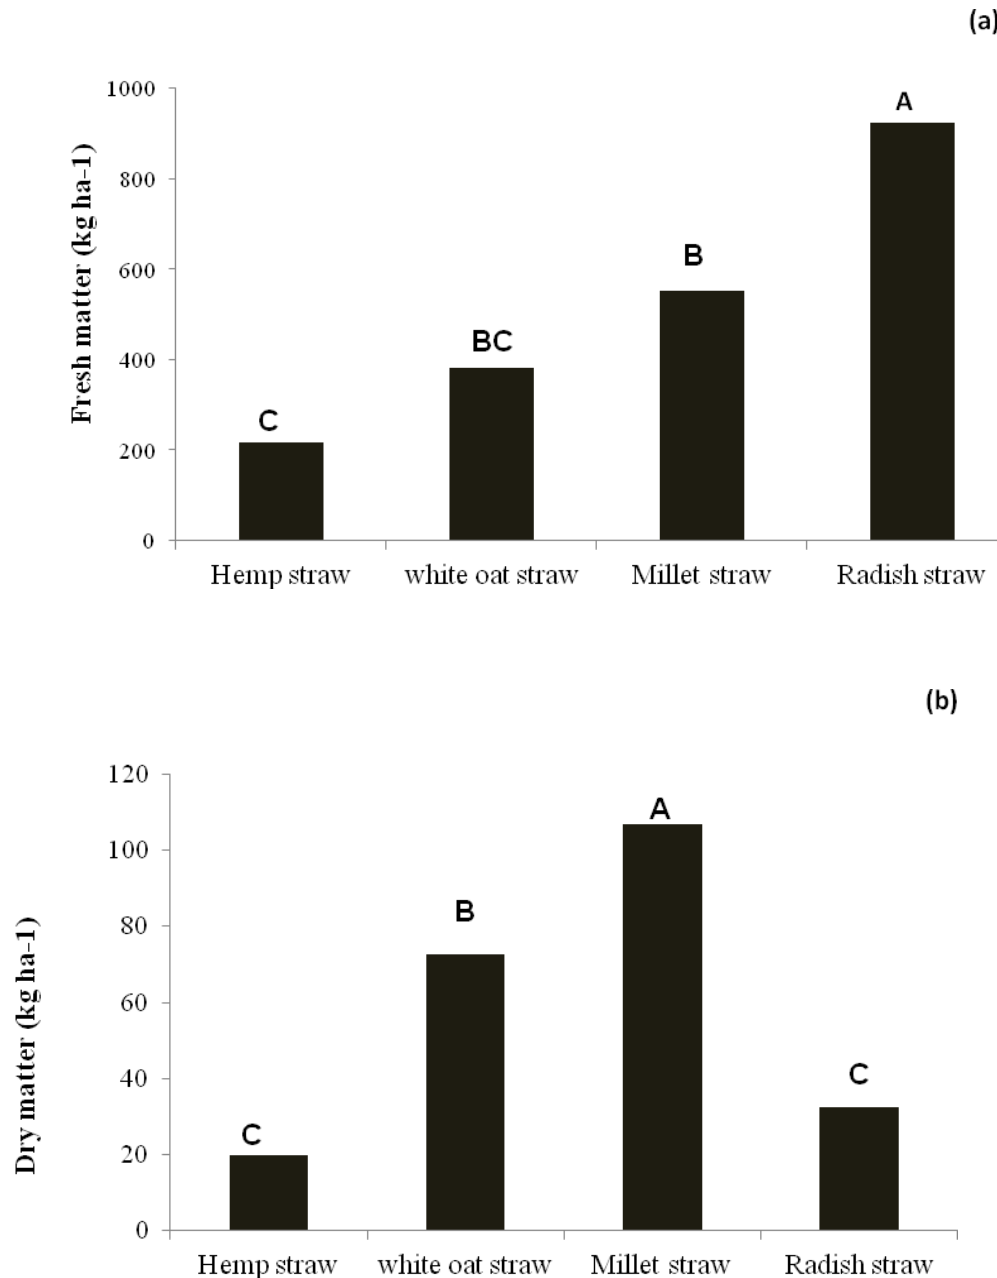 (a)
Fresh matter (kg ha-1)
1000
800
600
400
200
0
A
B
BC
C
Hemp straw white oat straw Millet straw Radish straw
(b)
Dry matter (kg ha-1)
120
100
80
60
40
20
0
A
B
C
C
Hemp straw white oat straw Millet straw Radish straw